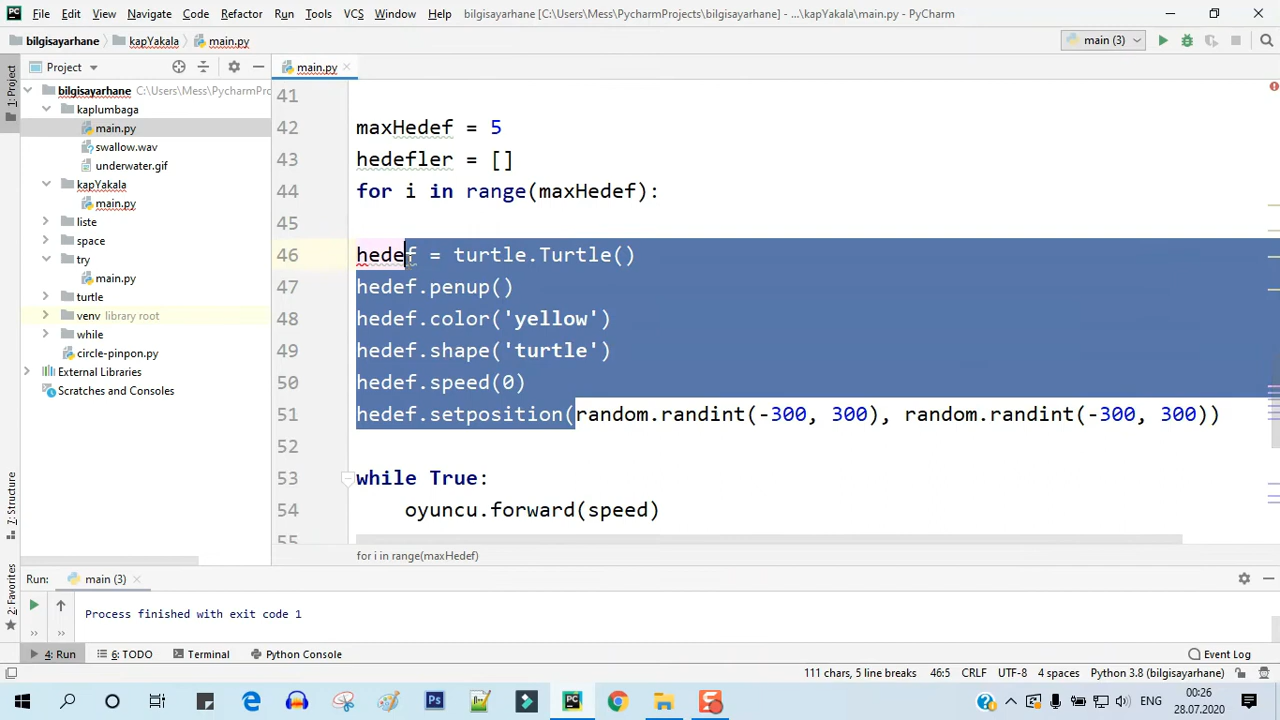 PC File Edit View Navigate Code Refactor Run Tools VCS Window Help bilgisayarhane [C:\Users\Mess\PycharmProjects\bilgisayarhane] - ...\kapYakala\main.py - PyCharm
bilgisayarhane kapYakala main.py main (3)
Project main.py
1: Project
bilgisayarhane C:\Users\Mess\PycharmProj
kaplumbaga
main.py
swallow.wav
underwater.gif
kapYakala
main.py
liste
space
try
main.py
turtle
venv library root
while
circle-pinpon.py
External Libraries
Scratches and Consoles
7: Structure
2: Favorites
41
42 maxHedef = 5
43 hedefler = []
44 for i in range(maxHedef):
45
46 hedef = turtle.Turtle()
47 hedef.penup()
48 hedef.color('yellow')
49 hedef.shape('turtle')
50 hedef.speed(0)
51 hedef.setposition(random.randint(-300, 300), random.randint(-300, 300))
52
53 while True:
54 oyuncu.forward(speed)
55
for i in range(maxHedef)
Run: main (3)
Process finished with exit code 1
4: Run 6: TODO Terminal Python Console Event Log
111 chars, 5 line breaks 46:5 CRLF UTF-8 4 spaces Python 3.8 (bilgisayarhane)
Ps PC S ENG 00:26
28.07.2020